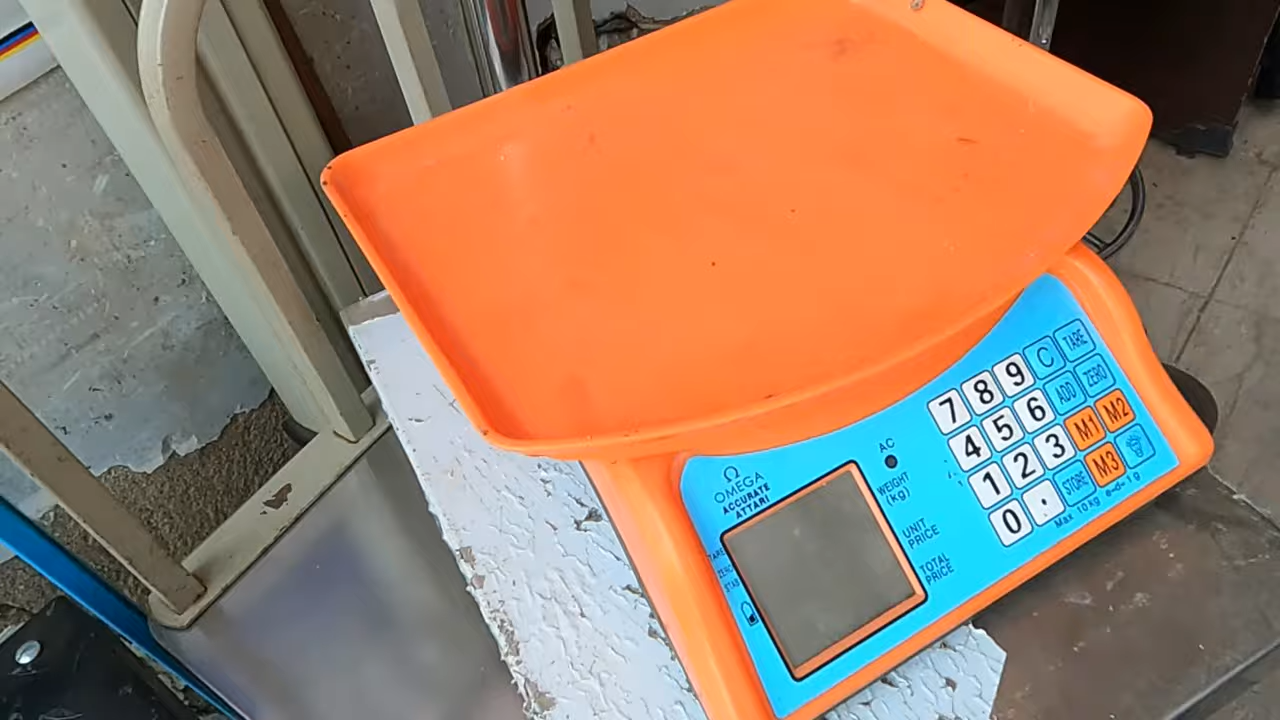 Ω
OMEGA
ACCURATE
ATTARI
TARE
ZERO
AC
WEIGHT
(kg)
UNIT
PRICE
TOTAL
PRICE
7 8 9 C TARE
4 5 6 ADD ZERO
1 2 3 M1 M2
0 . STORE M3
Max 10 kg e=d= 1 g